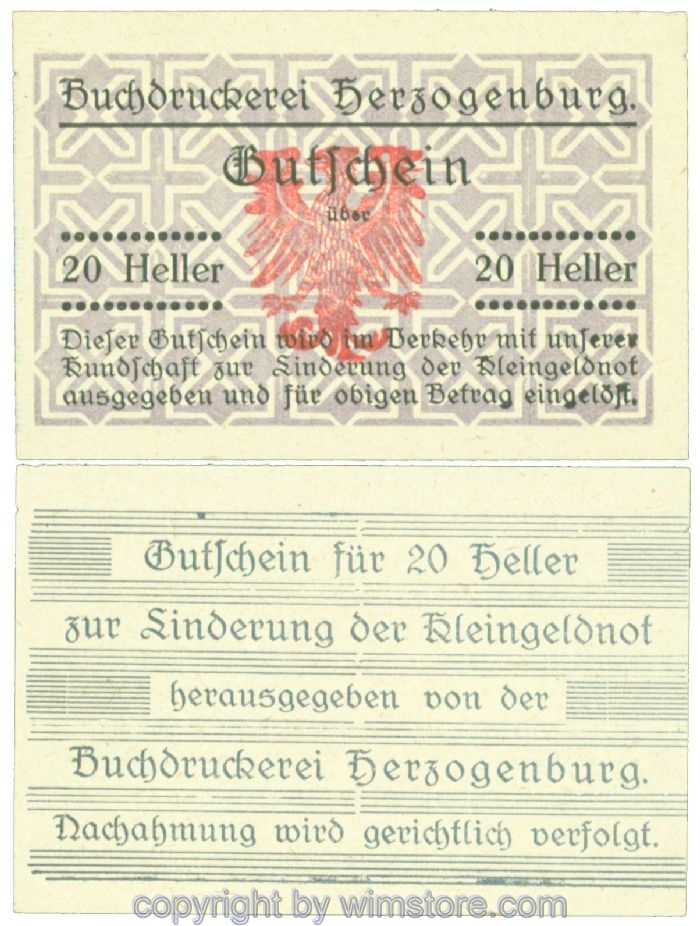 Buchdruckerei Herzogenburg.
Gutschein
über
20 Heller 20 Heller
Dieser Gutschein wird im Verkehr mit unserer
Kundschaft zur Linderung der Kleingeldnot
ausgegeben und für obigen Betrag eingelöst.
Gutschein für 20 Heller
zur Linderung der Kleingeldnot
herausgegeben von der
Buchdruckerei Herzogenburg.
Nachahmung wird gerichtlich verfolgt.
copyright by wimstore.com